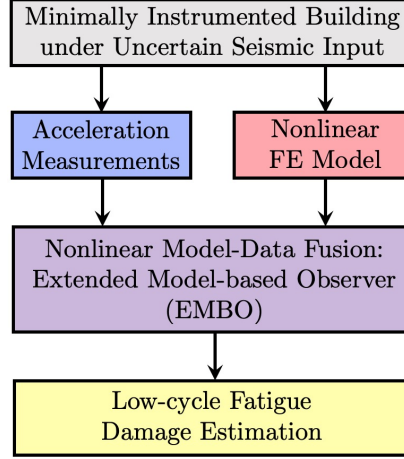 Minimally Instrumented Building
under Uncertain Seismic Input
Acceleration
Measurements
Nonlinear
FE Model
Nonlinear Model-Data Fusion:
Extended Model-based Observer
(EMBO)
Low-cycle Fatigue
Damage Estimation